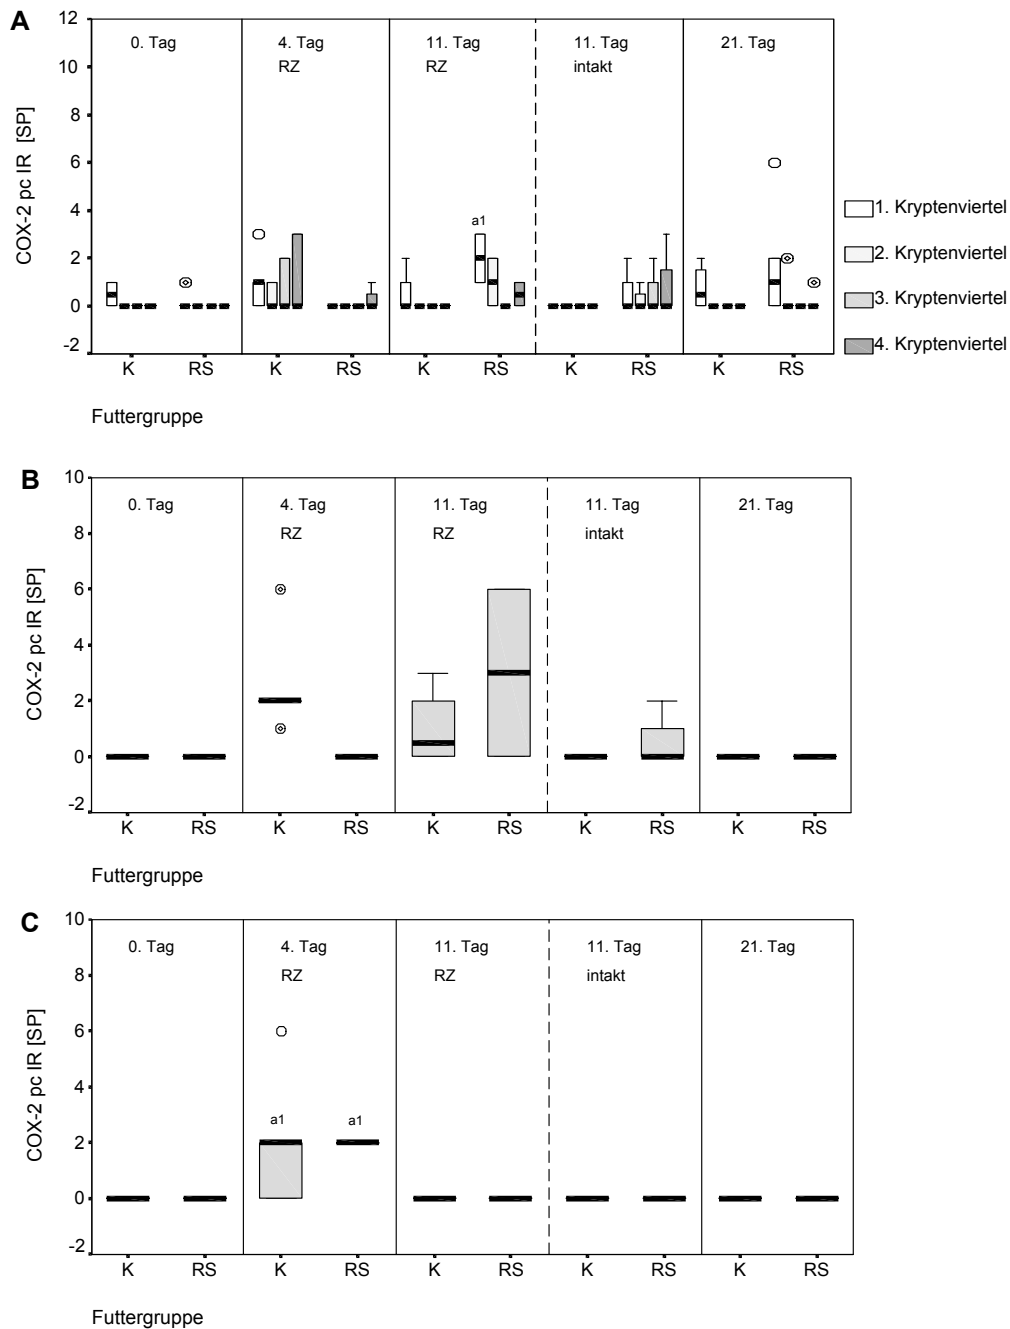 A
COX-2 pc IR [SP]
12
10
8
6
4
2
0
-2
0. Tag
4. Tag
RZ
11. Tag
RZ
11. Tag
intakt
21. Tag
a1
K RS K RS K RS K RS K RS
Futtergruppe
1. Kryptenviertel
2. Kryptenviertel
3. Kryptenviertel
4. Kryptenviertel
B
COX-2 pc IR [SP]
10
8
6
4
2
0
-2
0. Tag
4. Tag
RZ
11. Tag
RZ
11. Tag
intakt
21. Tag
K RS K RS K RS K RS K RS
Futtergruppe
C
COX-2 pc IR [SP]
10
8
6
4
2
0
-2
0. Tag
4. Tag
RZ
11. Tag
RZ
11. Tag
intakt
21. Tag
a1 a1
K RS K RS K RS K RS K RS
Futtergruppe